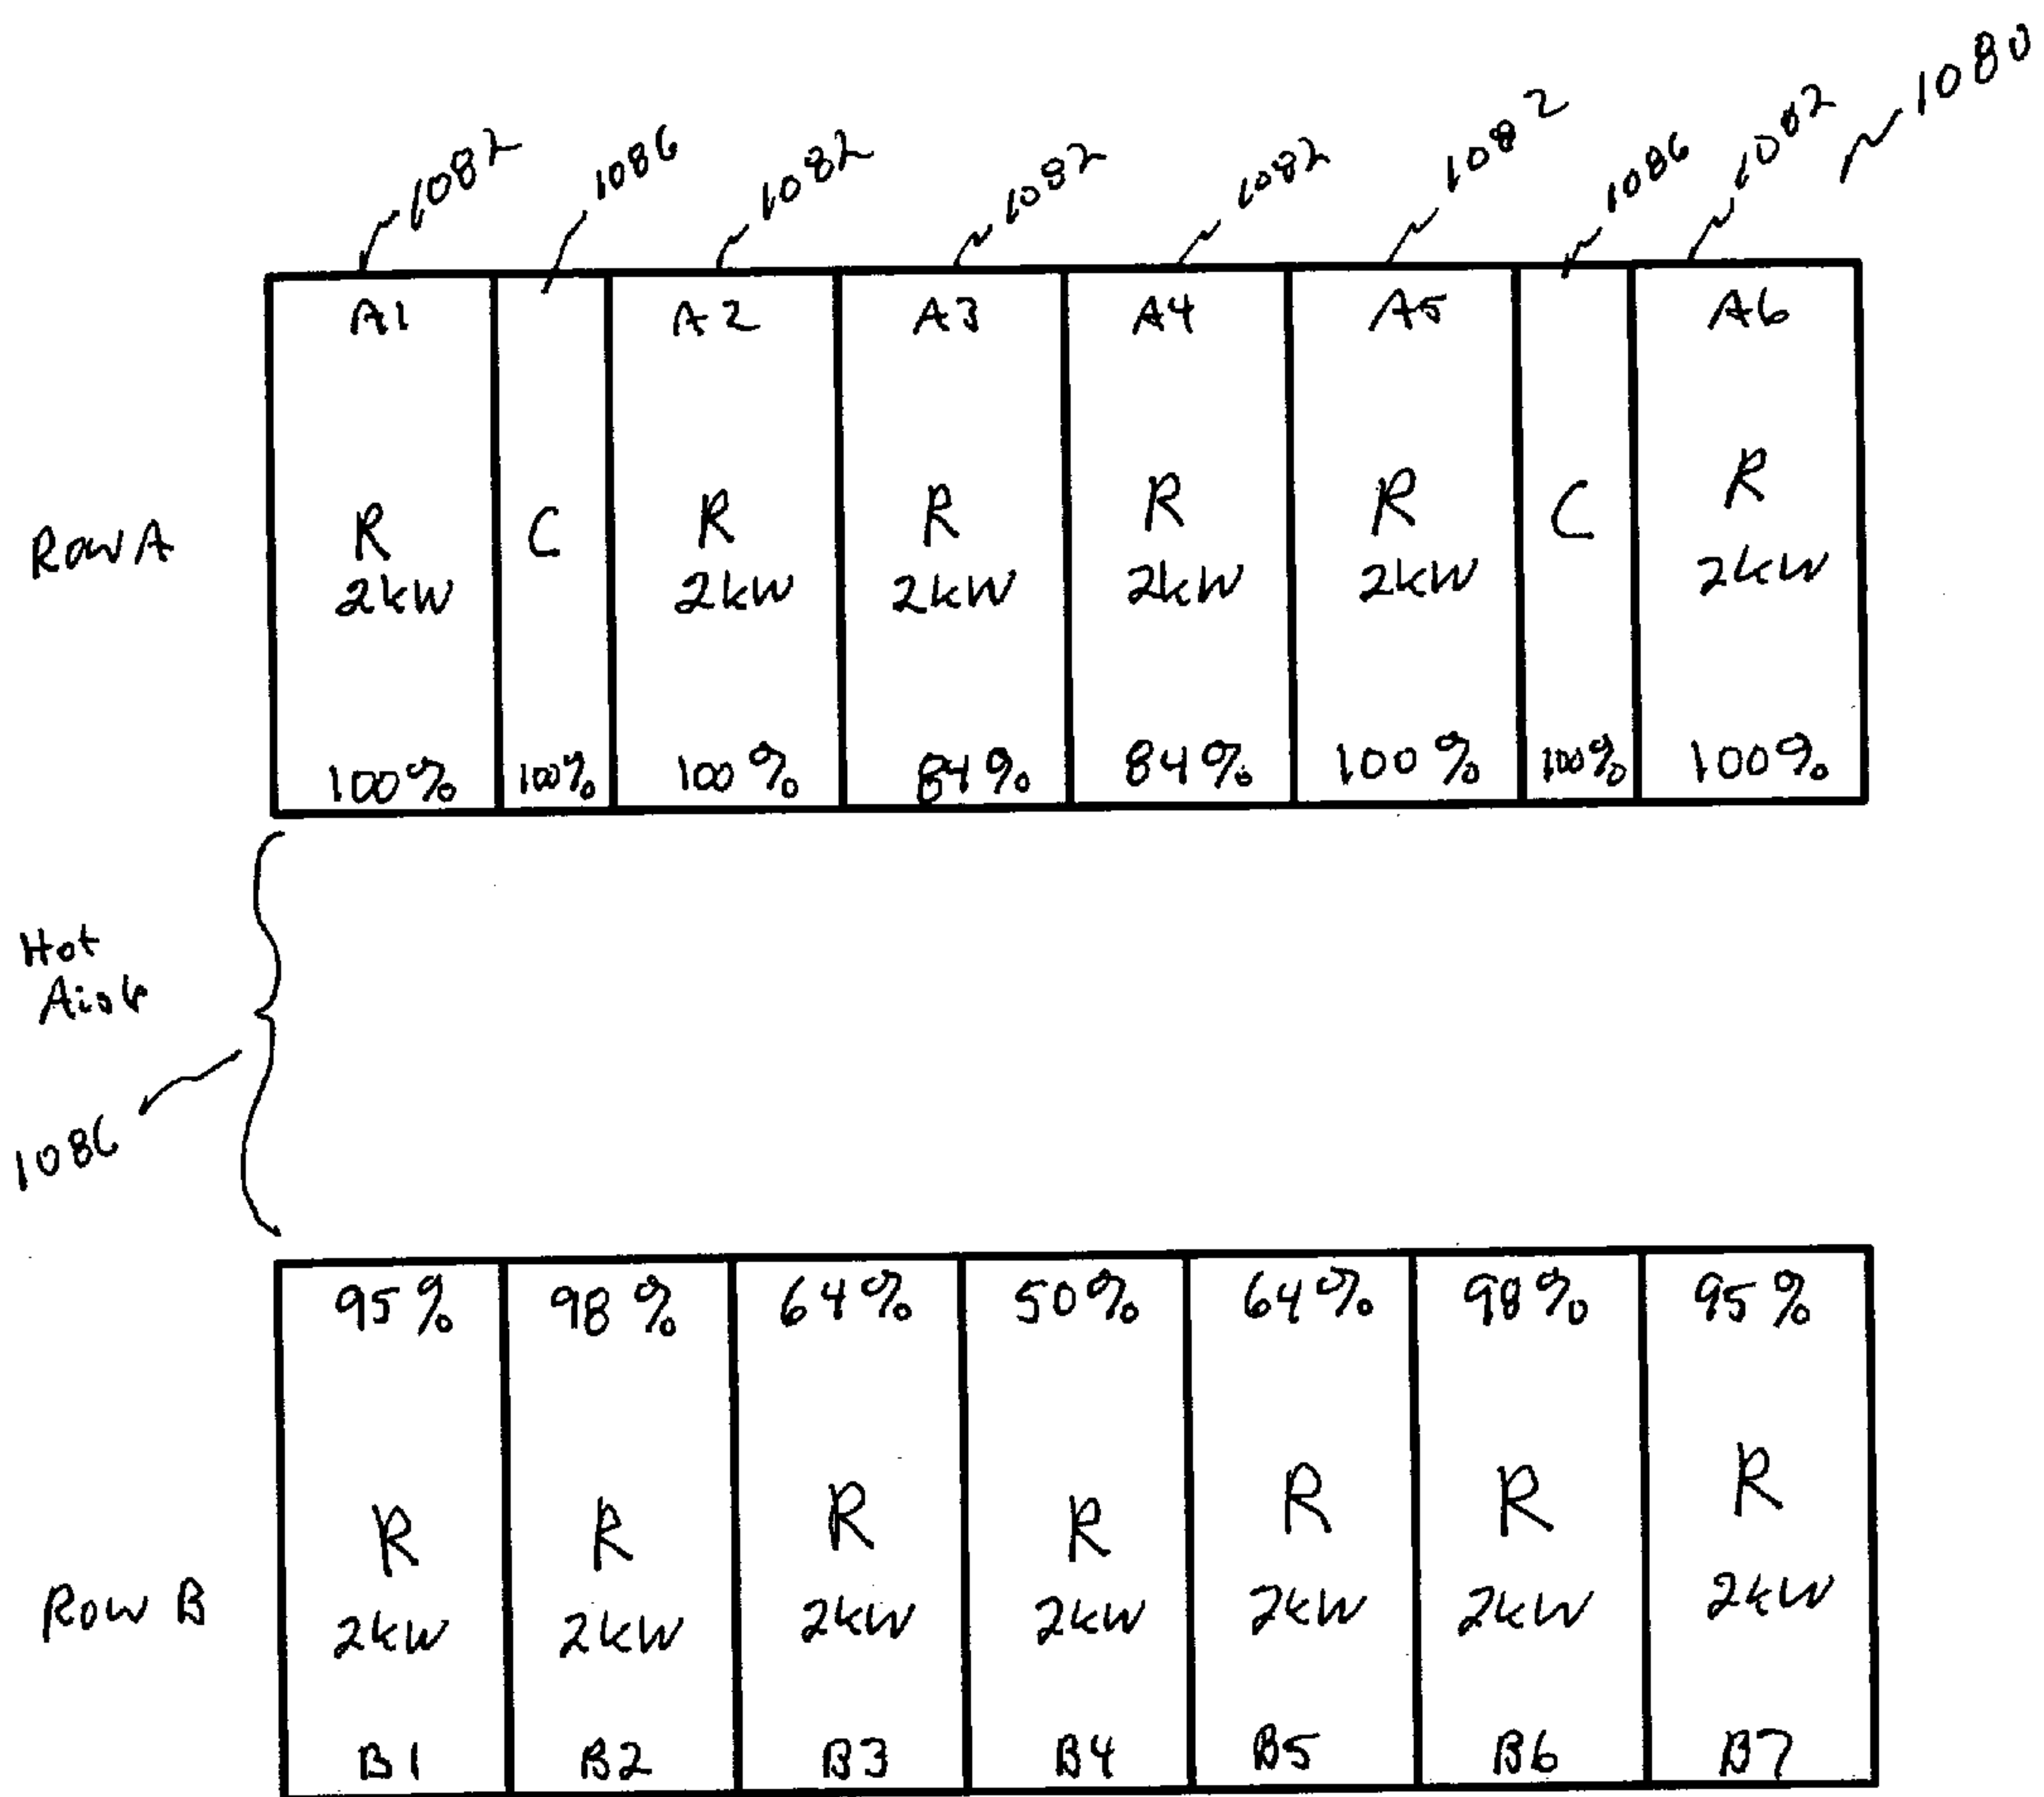 1080
1082 1086 1082 1082 1082 1082 1086 1082
A1 A2 A3 A4 A5 A6
Row A
R C R R R R C R
2kW 2kW 2kW 2kW 2kW 2kW
100% 100% 100% 84% 84% 100% 100% 100%
Hot
Aisle
1086
95% 98% 64% 50% 64% 98% 95%
R R R R R R R
Row B
2kW 2kW 2kW 2kW 2kW 2kW 2kW
B1 B2 B3 B4 B5 B6 B7